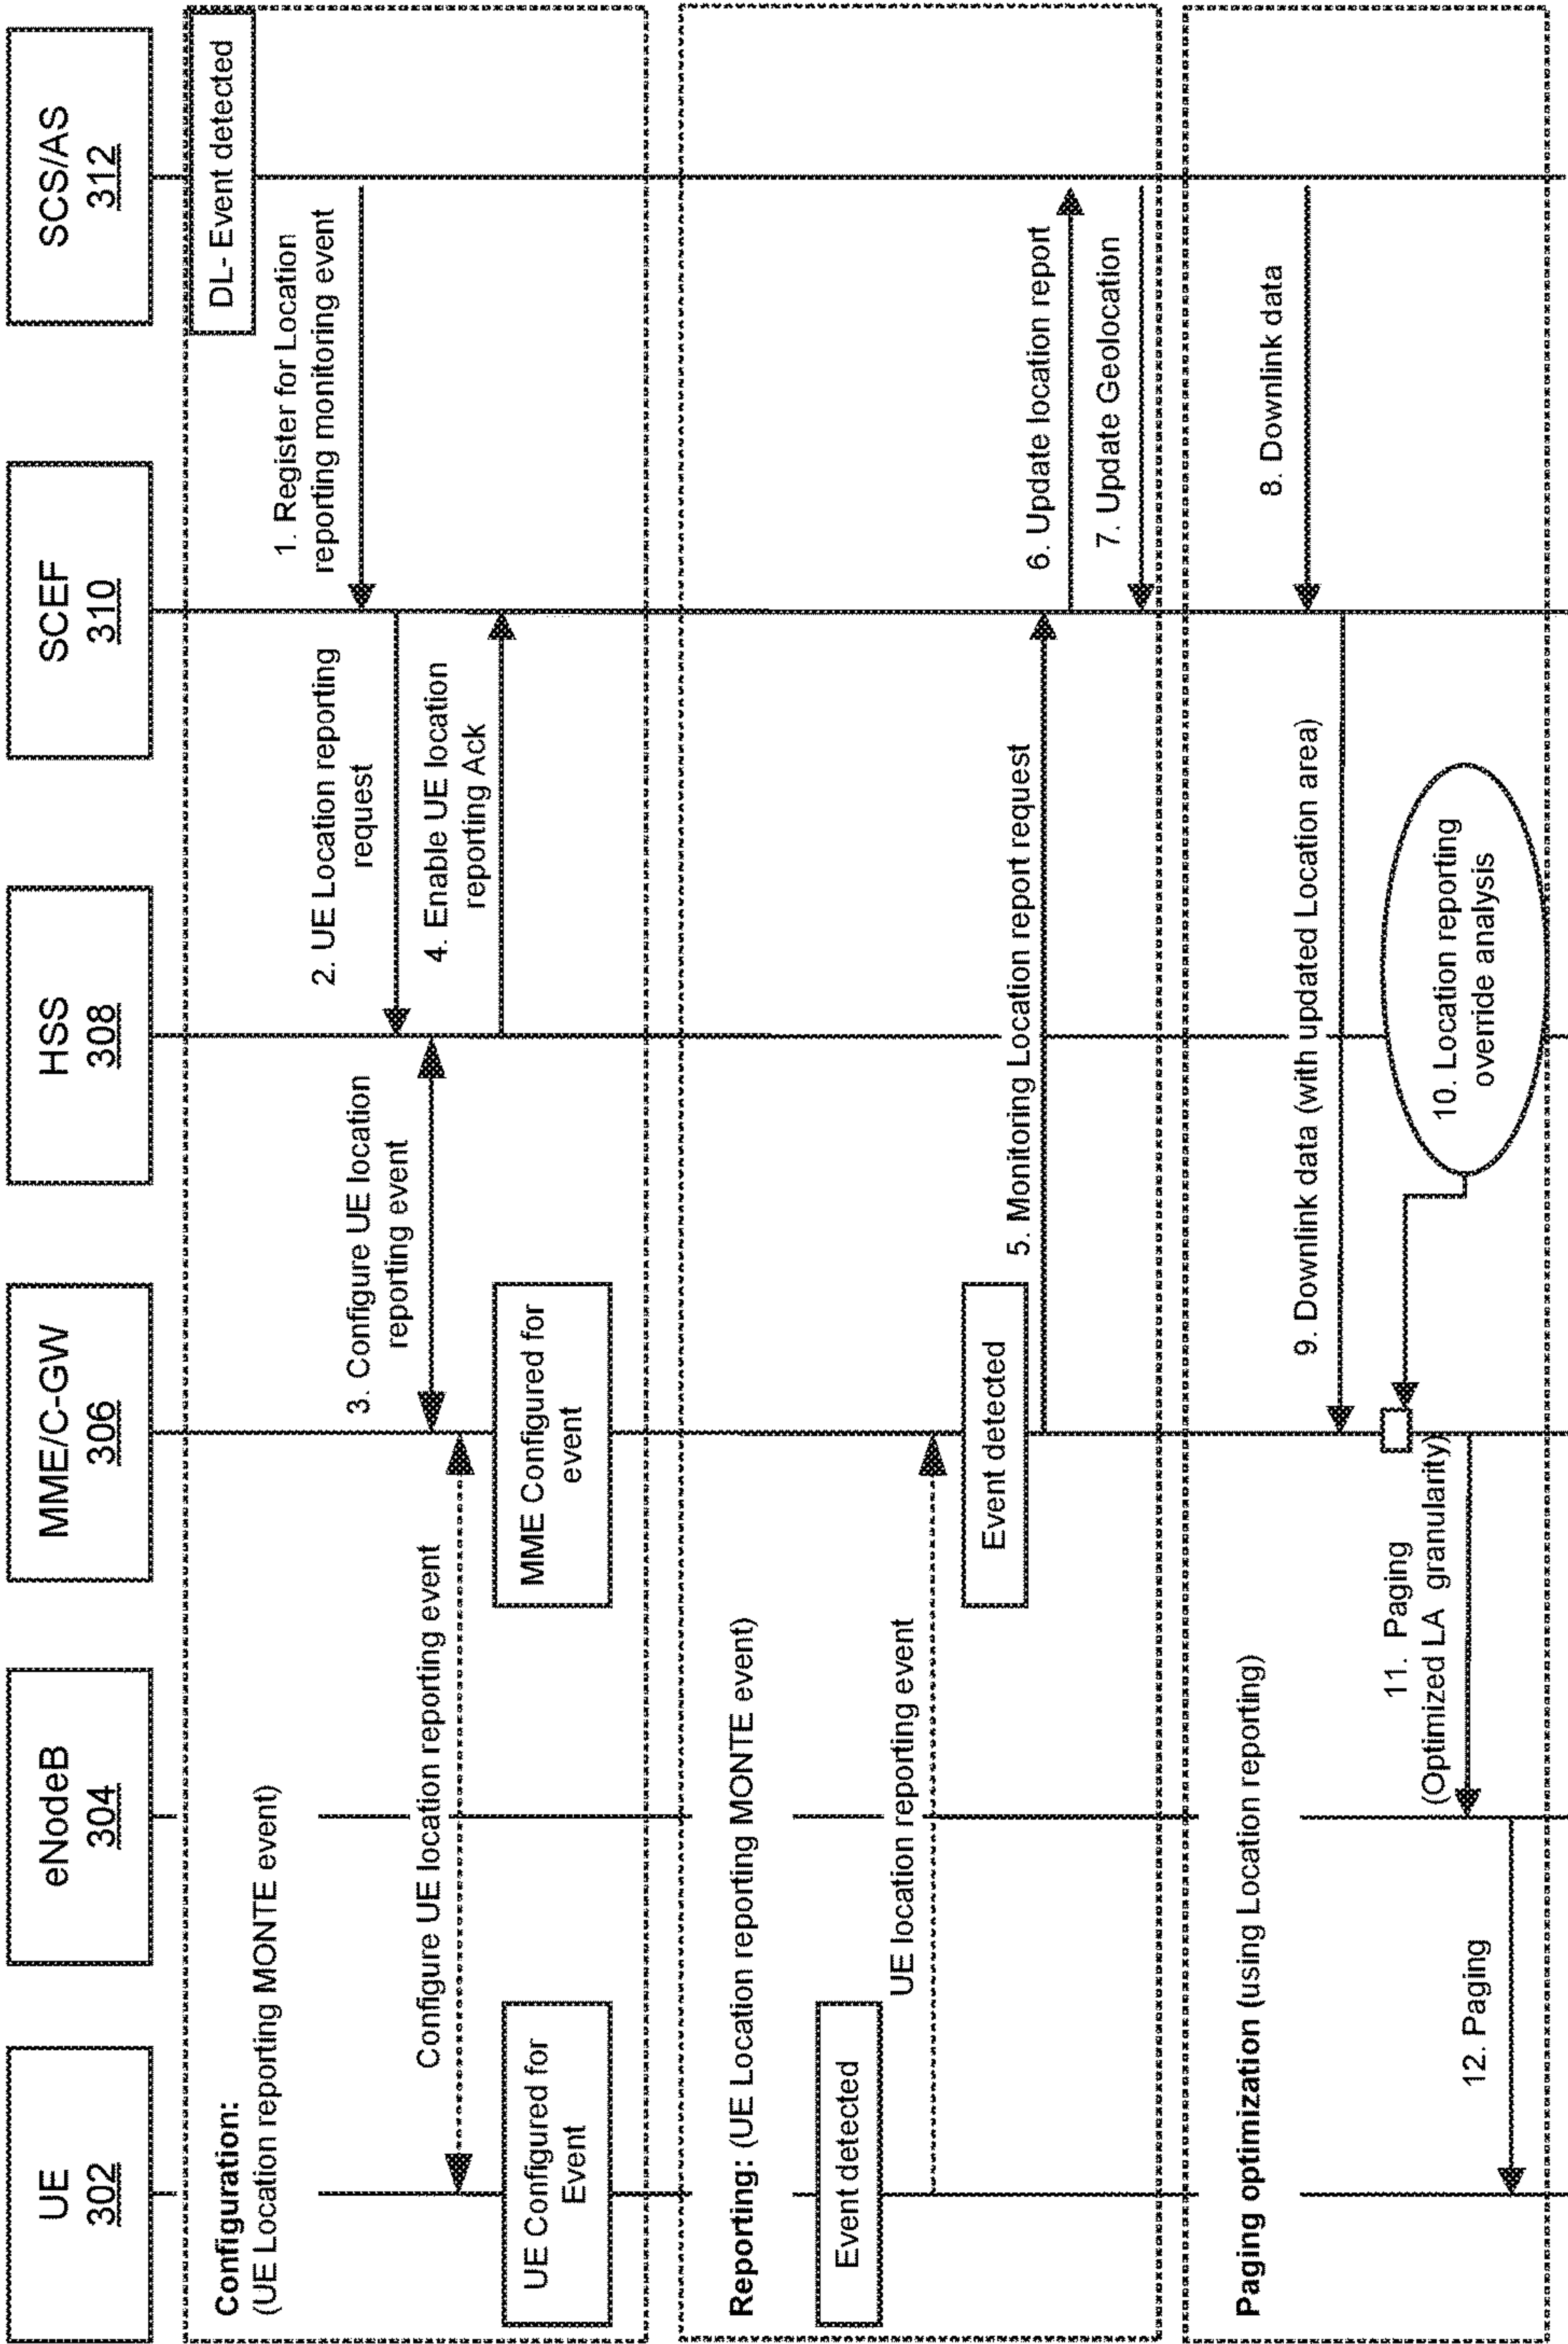 UE
302
eNodeB
304
MME/C-GW
306
HSS
308
SCEF
310
SCS/AS
312
Configuration:
(UE Location reporting MONTE event)
DL- Event detected
1. Register for Location
reporting monitoring event
2. UE Location reporting
request
3. Configure UE location
reporting event
4. Enable UE location
reporting Ack
Configure UE location reporting event
UE Configured for
Event
MME Configured for
event
Reporting: (UE Location reporting MONTE event)
Event detected
UE location reporting event
Event detected
5. Monitoring Location report request
6. Update location report
7. Update Geolocation
Paging optimization (using Location reporting)
8. Downlink data
9. Downlink data (with updated Location area)
10. Location reporting
override analysis
11. Paging
(Optimized LA granularity)
12. Paging